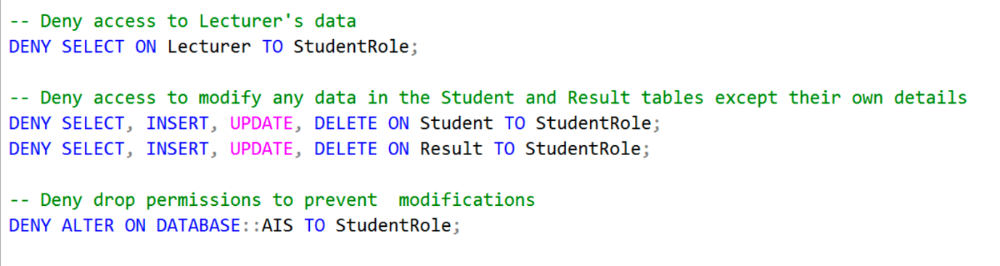 -- Deny access to Lecturer's data
DENY SELECT ON Lecturer TO StudentRole;
-- Deny access to modify any data in the Student and Result tables except their own details
DENY SELECT, INSERT, UPDATE, DELETE ON Student TO StudentRole;
DENY SELECT, INSERT, UPDATE, DELETE ON Result TO StudentRole;
-- Deny drop permissions to prevent  modifications
DENY ALTER ON DATABASE::AIS TO StudentRole;